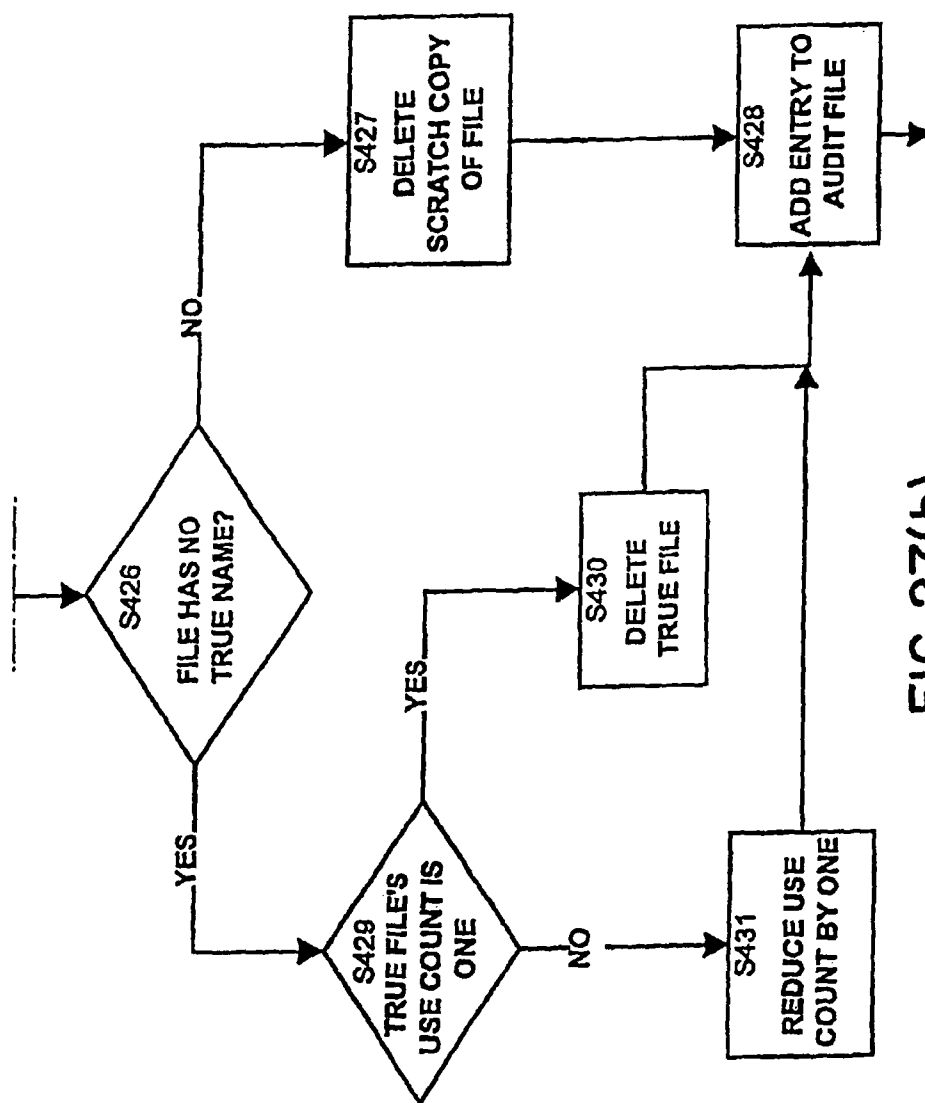 S426
FILE HAS NO
TRUE NAME?
YES
NO
S429
TRUE FILE'S
USE COUNT IS
ONE
YES
NO
S430
DELETE
TRUE FILE
S431
REDUCE USE
COUNT BY ONE
S427
DELETE
SCRATCH COPY
OF FILE
S428
ADD ENTRY TO
AUDIT FILE
FIG. 27(b)